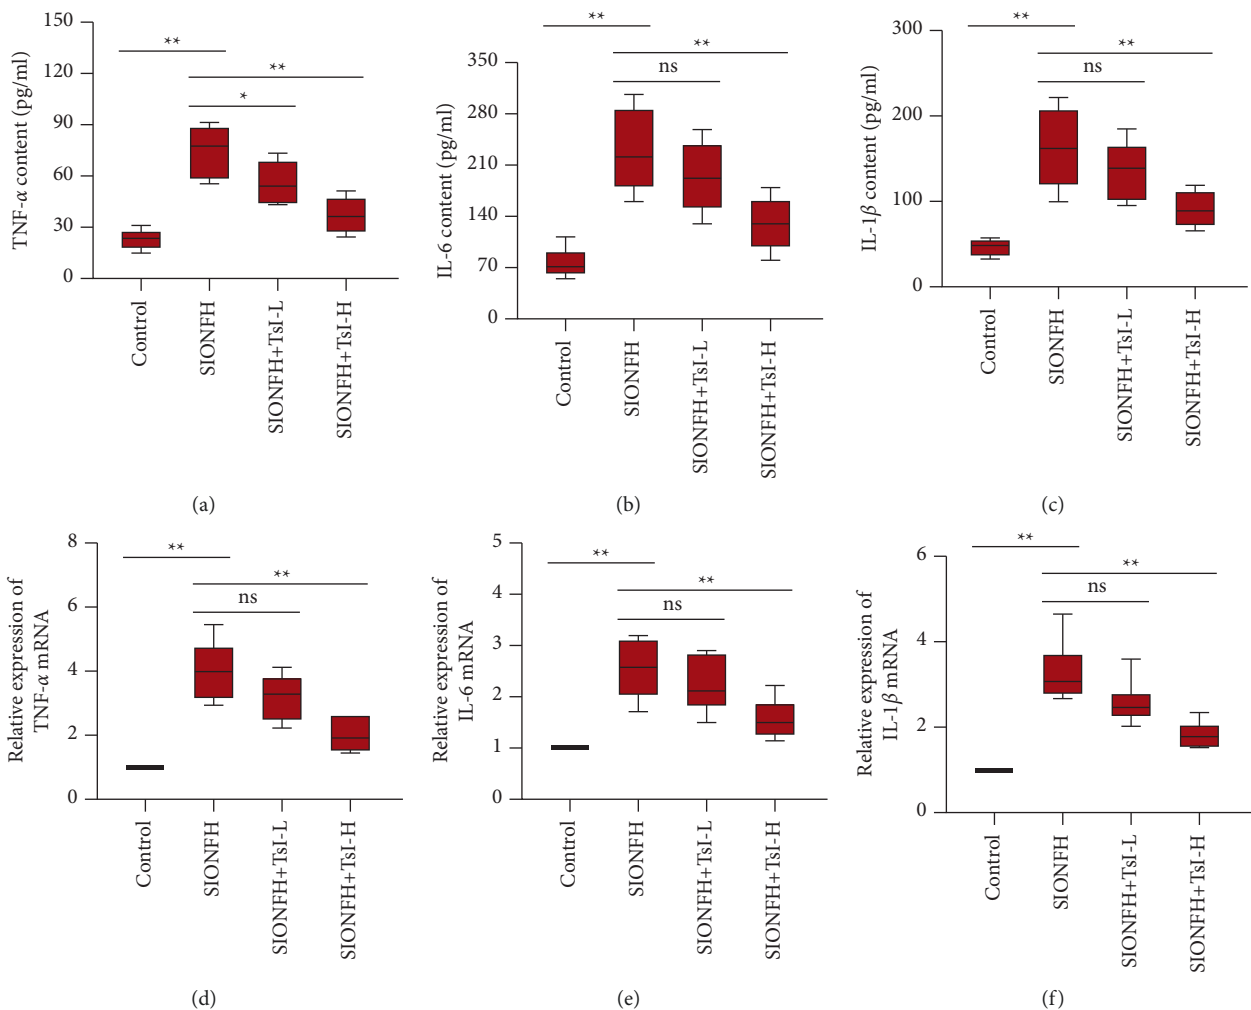 TNF-α content (pg/ml)
150
120
90
60
30
0
**
**
*
Control
SIONFH
SIONFH+TsI-L
SIONFH+TsI-H
(a)
IL-6 content (pg/ml)
350
280
210
140
70
0
**
**
ns
Control
SIONFH
SIONFH+TsI-L
SIONFH+TsI-H
(b)
IL-1β content (pg/ml)
300
200
100
0
**
**
ns
Control
SIONFH
SIONFH+TsI-L
SIONFH+TsI-H
(c)
Relative expression of
TNF-α mRNA
8
6
4
2
0
**
**
ns
Control
SIONFH
SIONFH+TsI-L
SIONFH+TsI-H
(d)
Relative expression of
IL-6 mRNA
5
4
3
2
1
0
**
**
ns
Control
SIONFH
SIONFH+TsI-L
SIONFH+TsI-H
(e)
Relative expression of
IL-1β mRNA
6
4
2
0
**
**
ns
Control
SIONFH
SIONFH+TsI-L
SIONFH+TsI-H
(f)